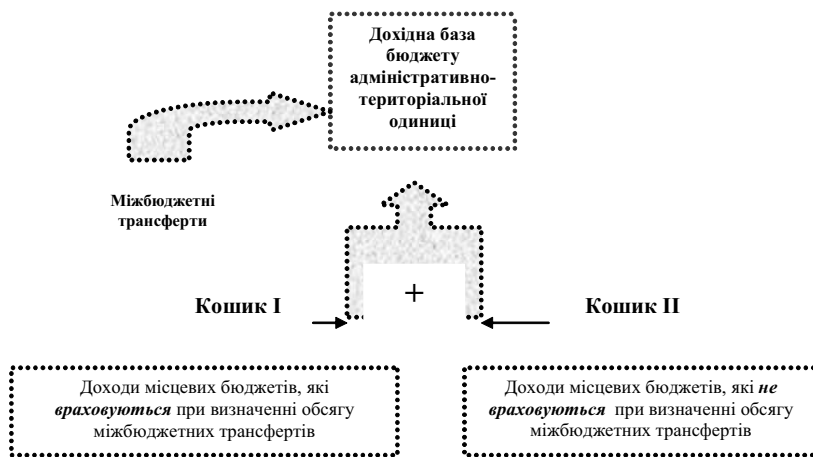 Дохідна база
бюджету
адміністративно-
територіальної
одиниці
Міжбюджетні
трансферти
Кошик І
+
Кошик ІІ
Доходи місцевих бюджетів, які
враховуються при визначенні обсягу
міжбюджетних трансфертів
Доходи місцевих бюджетів, які не
враховуються при визначенні обсягу
міжбюджетних трансфертів